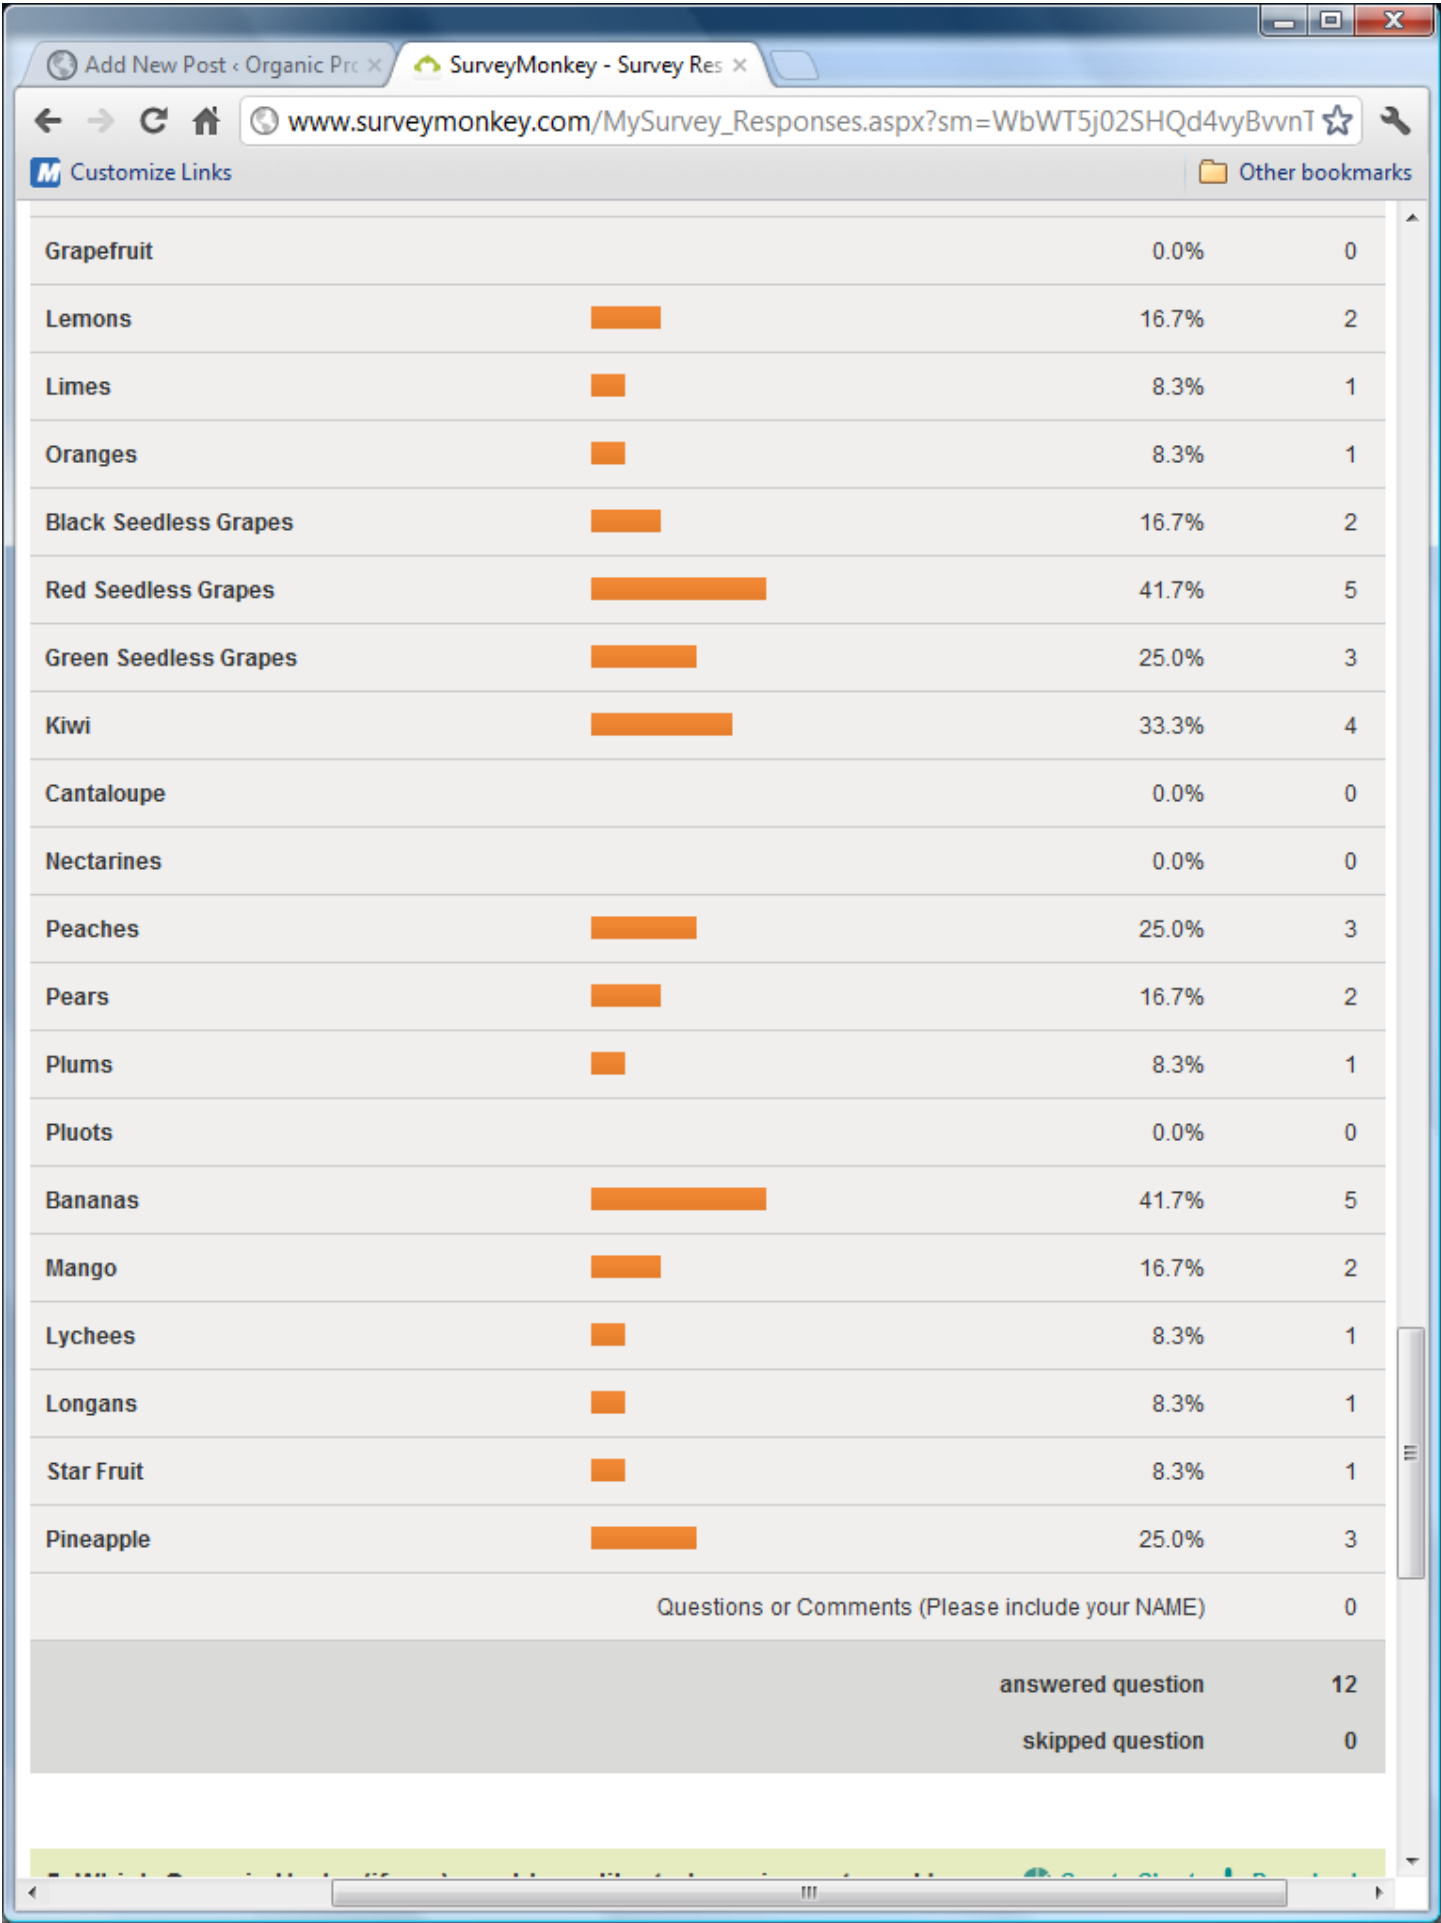 Add New Post ‹ Organic Pro
SurveyMonkey - Survey Res
www.surveymonkey.com/MySurvey_Responses.aspx?sm=WbWT5j02SHQd4vyBvvnT
Customize Links Other bookmarks
Grapefruit 0.0% 0
Lemons 16.7% 2
Limes 8.3% 1
Oranges 8.3% 1
Black Seedless Grapes 16.7% 2
Red Seedless Grapes 41.7% 5
Green Seedless Grapes 25.0% 3
Kiwi 33.3% 4
Cantaloupe 0.0% 0
Nectarines 0.0% 0
Peaches 25.0% 3
Pears 16.7% 2
Plums 8.3% 1
Pluots 0.0% 0
Bananas 41.7% 5
Mango 16.7% 2
Lychees 8.3% 1
Longans 8.3% 1
Star Fruit 8.3% 1
Pineapple 25.0% 3
Questions or Comments (Please include your NAME) 0
answered question 12
skipped question 0